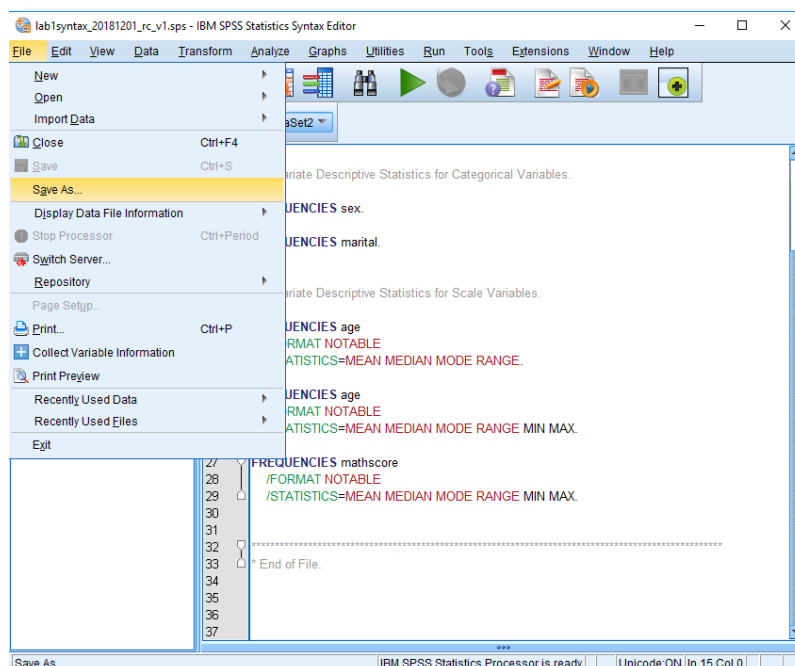 lab1syntax_20181201_rc_v1.sps - IBM SPSS Statistics Syntax Editor
File Edit View Data Transform Analyze Graphs Utilities Run Tools Extensions Window Help
New
Open
Import Data
aSet2
Close Ctrl+F4
Save Ctrl+S
riate Descriptive Statistics for Categorical Variables.
Save As...
UENCIES sex.
Display Data File Information
Stop Processor Ctrl+Period
UENCIES marital.
Switch Server...
Repository
riate Descriptive Statistics for Scale Variables.
Page Setup...
Print... Ctrl+P
UENCIES age
RMAT NOTABLE
Collect Variable Information
ATISTICS=MEAN MEDIAN MODE RANGE.
Print Preview
UENCIES age
Recently Used Data
RMAT NOTABLE
Recently Used Files
ATISTICS=MEAN MEDIAN MODE RANGE MIN MAX.
Exit
27 FREQUENCIES mathscore
28 /FORMAT NOTABLE
29 /STATISTICS=MEAN MEDIAN MODE RANGE MIN MAX.
30
31
32 ****************************************************************************************************
33 * End of File.
34
35
36
37
Save As IBM SPSS Statistics Processor is ready Unicode:ON In 15 Col 0